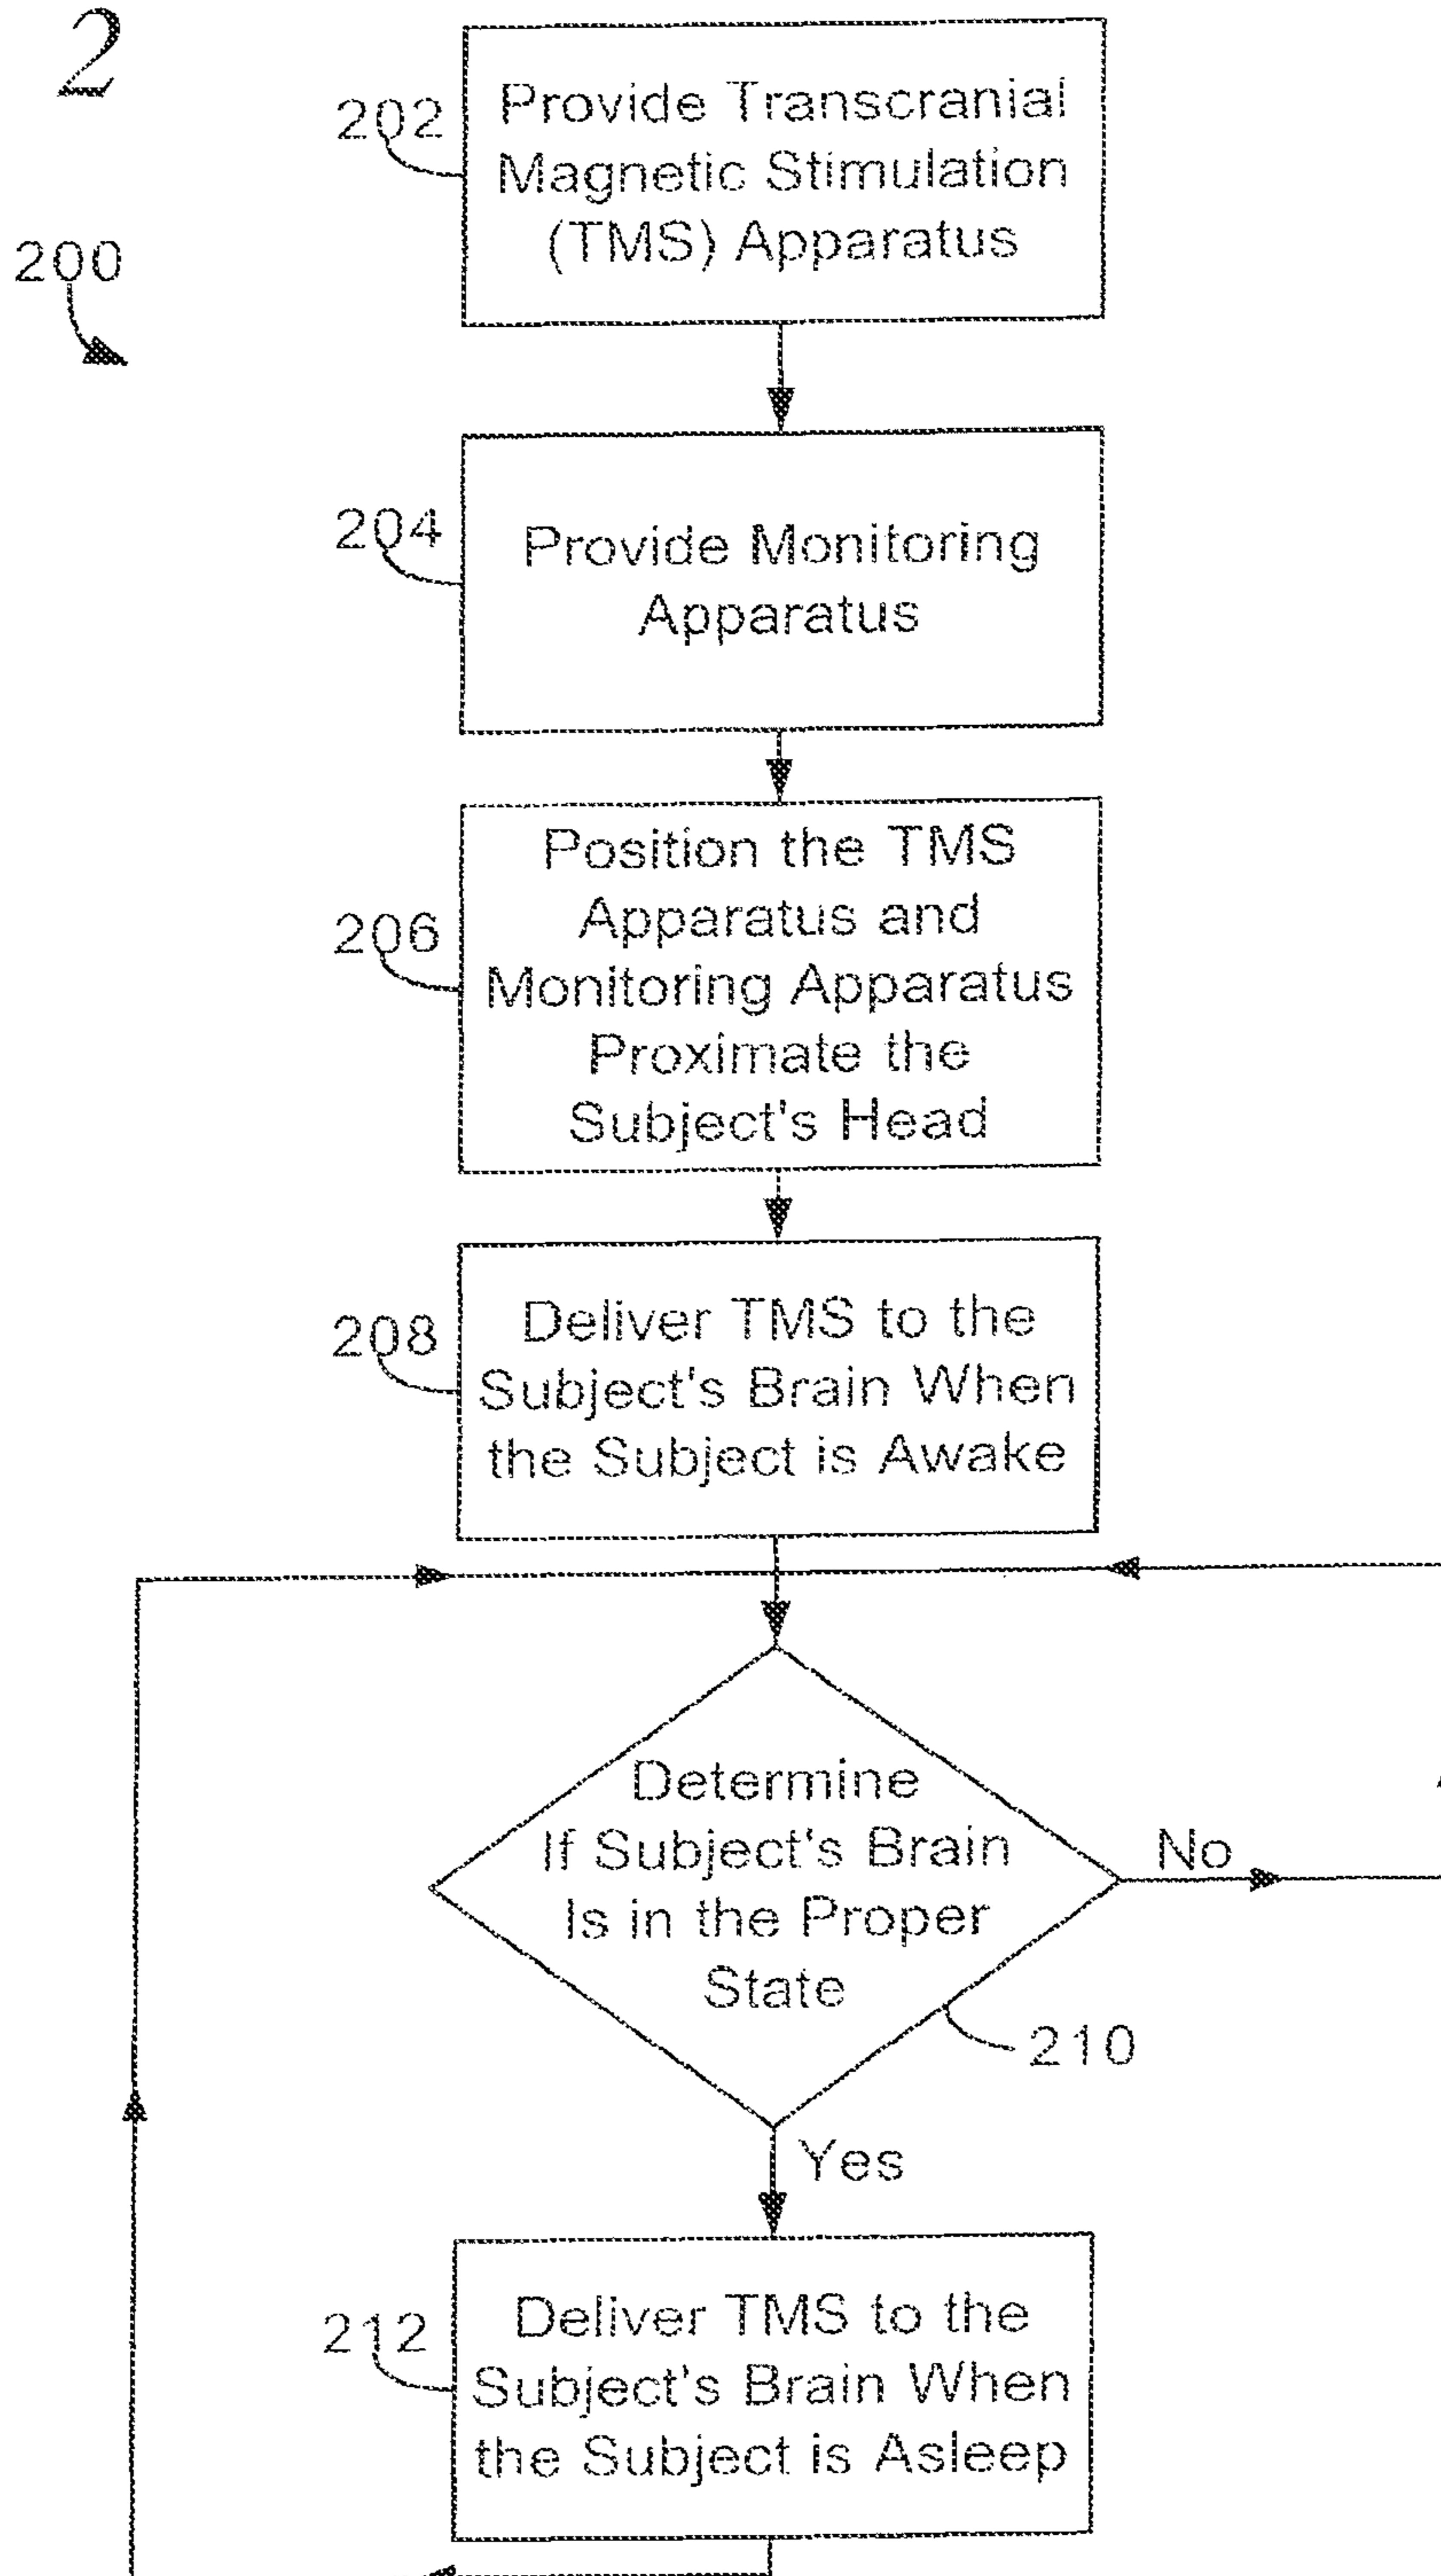 2
202
Provide Transcranial
Magnetic Stimulation
(TMS) Apparatus
200
204
Provide Monitoring
Apparatus
206
Position the TMS
Apparatus and
Monitoring Apparatus
Proximate the
Subject's Head
208
Deliver TMS to the
Subject's Brain When
the Subject is Awake
Determine
If Subject's Brain
Is in the Proper
State
No
210
Yes
212
Deliver TMS to the
Subject's Brain When
the Subject is Asleep